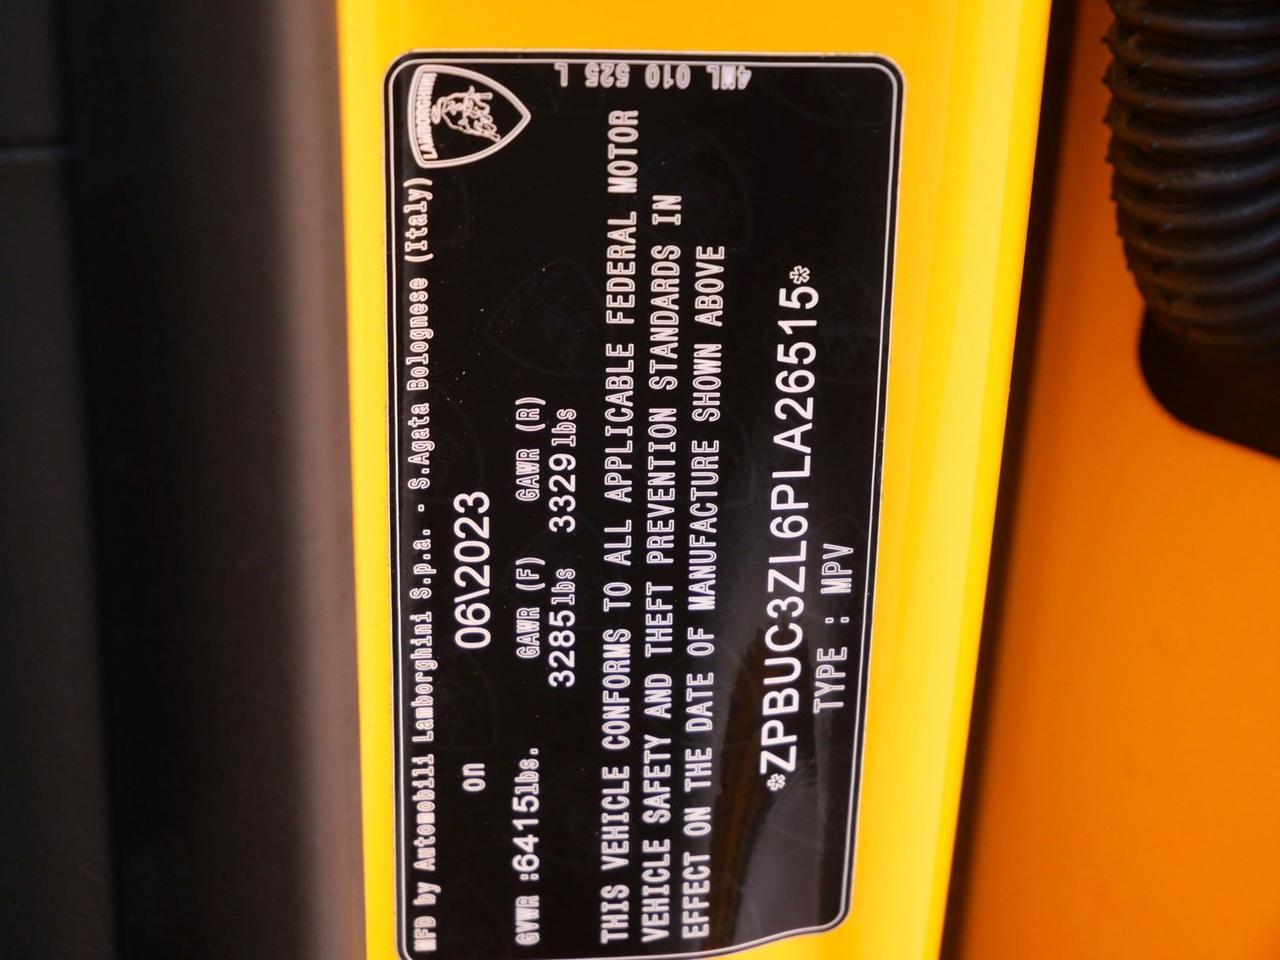 MFD by Automobili Lamborghini S.p.a. - S.Agata Bolognese (Italy)
LAMBORGHINI
on 06\2023
GVWR :6415lbs. GAWR (F) GAWR (R)
3285lbs 3329lbs
THIS VEHICLE CONFORMS TO ALL APPLICABLE FEDERAL MOTOR
VEHICLE SAFETY AND THEFT PREVENTION STANDARDS IN
EFFECT ON THE DATE OF MANUFACTURE SHOWN ABOVE
*ZPBUC3ZL6PLA26515*
TYPE : MPV
4ML 010 525 L